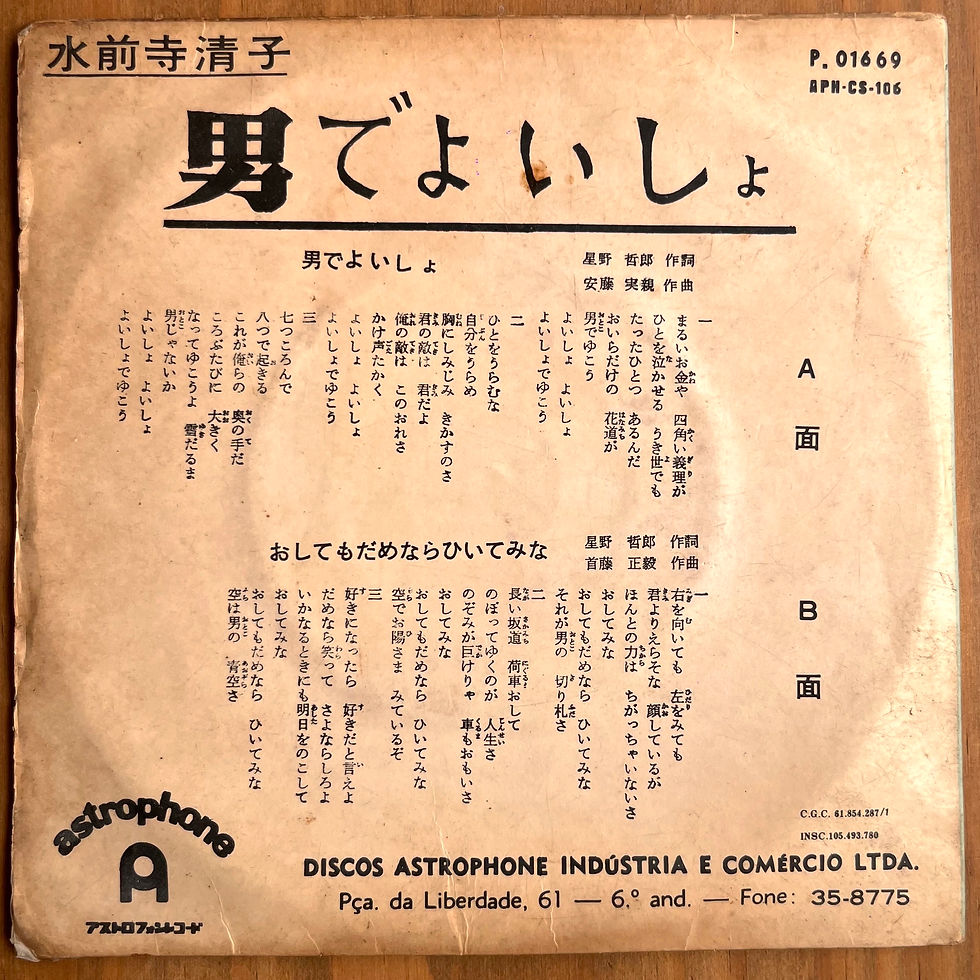 水前寺清子
P. 01669
APH-CS-106
男でよいしょ
男でよいしょ
星野 哲郎 作詞
安藤 実親 作曲
A面
一
まるいお金や 四角い義理が
ひとを泣かせる うき世でも
たったひとつ あるんだ
おいらだけの 花道が
男でゆこう
よいしょ よいしょ
よいしょでゆこう
二
ひとをうらむな
自分をうらめ
胸にしみじみ きかすのさ
君の敵は 君だよ
俺の敵は このおれさ
かけ声たかく
よいしょ よいしょ
よいしょでゆこう
三
七つころんで
八つで起きる
これが俺らの 奥の手だ
ころぶたびに 大きく
なってゆこうよ 雪だるま
男じゃないか
よいしょ よいしょ
よいしょでゆこう
おしてもだめならひいてみな
星野 哲郎 作詞
首藤 正毅 作曲
B面
一
右を向いても 左をみても
君よりえらそな 顔しているが
ほんとの力は ちがっちゃいないさ
おしてみな
おしてもだめなら ひいてみな
それが男の 切り札さ
二
長い坂道 荷車おして
のぼってゆくのが 人生さ
のぞみが巨けりゃ 車もおもいさ
おしてみな
おしてもだめなら ひいてみな
空でお陽さま みているぞ
三
好きになったら 好きだと言えよ
だめなら笑って さよならしろよ
いかなるときにも 明日をのこして
おしてみな
おしてもだめなら ひいてみな
空は男の 青空さ
C.G.C. 61.854.287/1
INSC.105.493.780
astrophone
A
アストロフォンレコード
DISCOS ASTROPHONE INDÚSTRIA E COMÉRCIO LTDA.
Pça. da Liberdade, 61 — 6.º and. — Fone: 35-8775